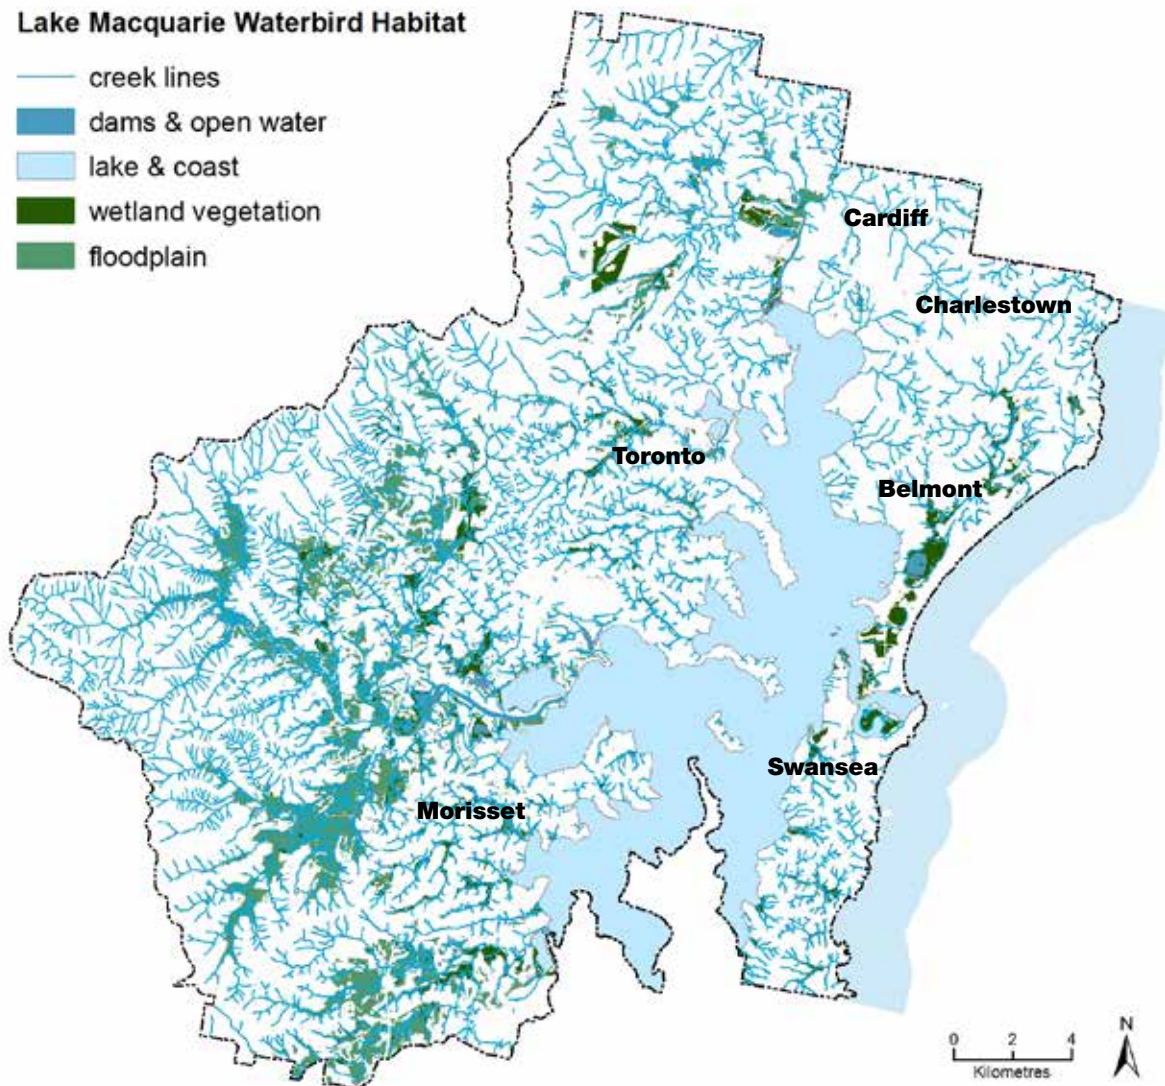 Lake Macquarie Waterbird Habitat
creek lines
dams & open water
lake & coast
wetland vegetation
floodplain
Cardiff
Charlestown
Toronto
Belmont
Swansea
Morisset
0 2 4
Kilometres
N